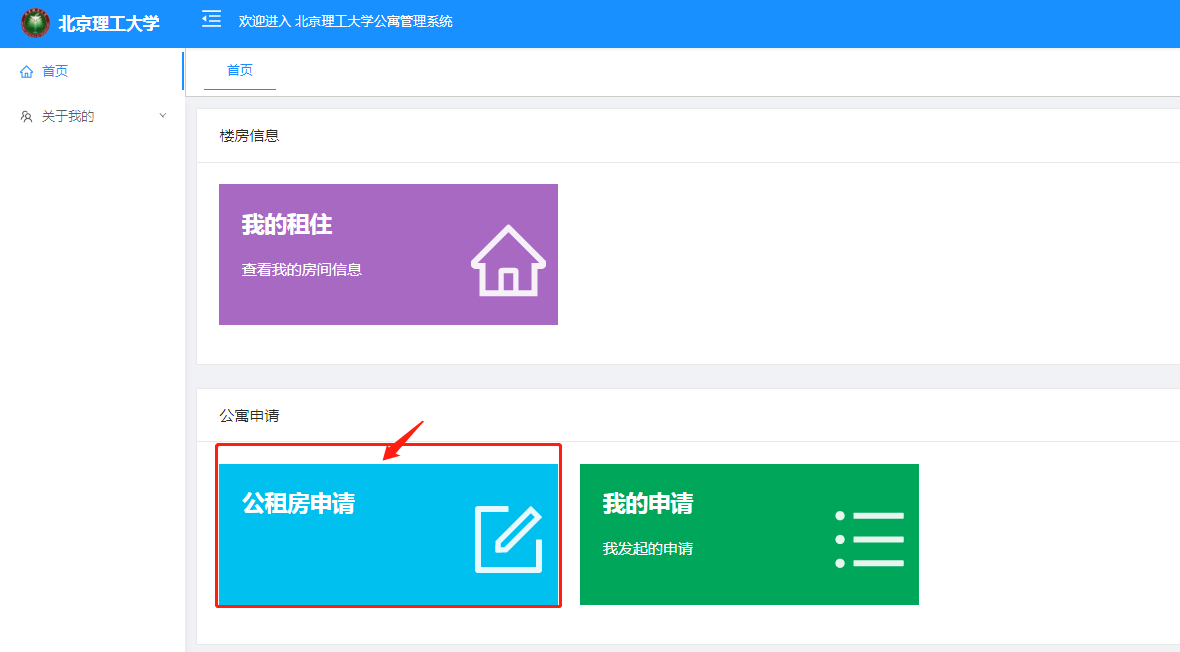 北京理工大学
欢迎进入 北京理工大学公寓管理系统
首页
关于我的
首页
楼房信息
我的租住
查看我的房间信息
公寓申请
公租房申请
我的申请
我发起的申请